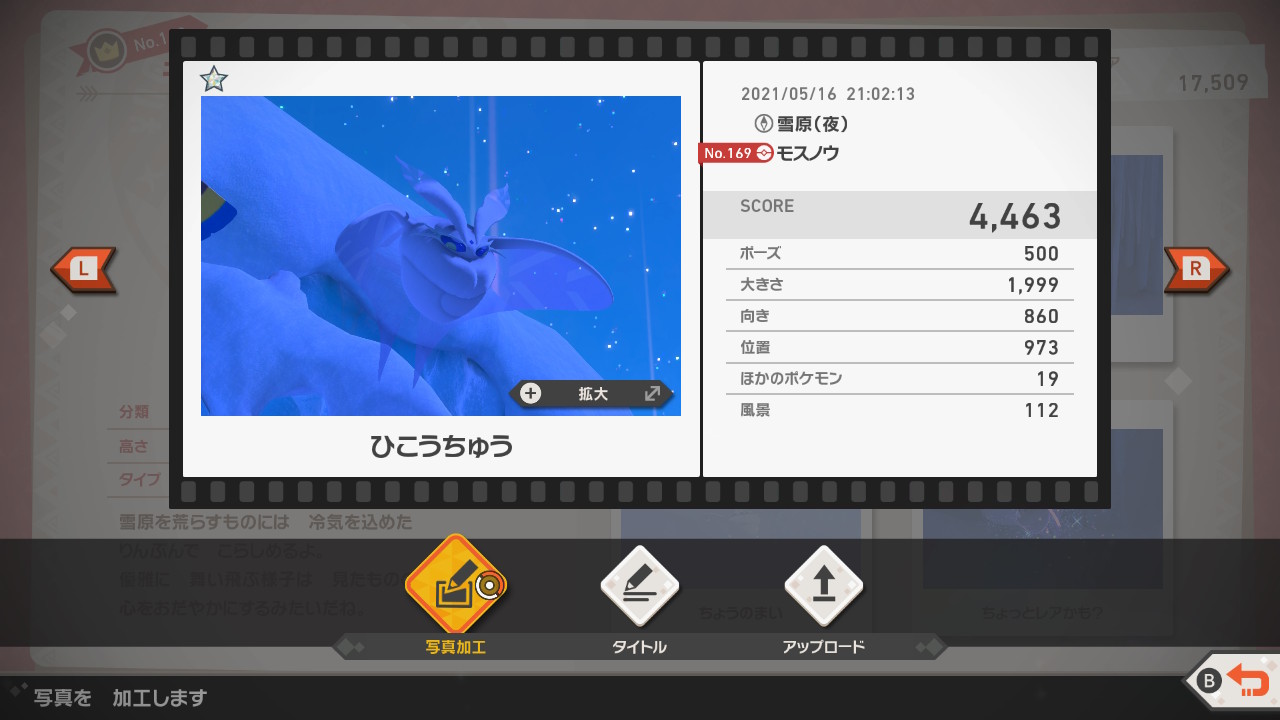 No.1
17,509
2021/05/16 21:02:13
雪原(夜)
No.169 モスノウ
SCORE 4,463
ポーズ 500
大きさ 1,999
向き 860
位置 973
ほかのポケモン 19
風景 112
L
R
+ 拡大
ひこうちゅう
分類
高さ
タイプ
雪原を荒らすものには 冷気を込めた
りんぷんで こらしめるよ。
優雅に 舞い飛ぶ様子は 見たもの
心をおだやかにするみたいだね。
ちょうのまい
ちょっとレアかも?
写真加工
タイトル
アップロード
写真を 加工します
B